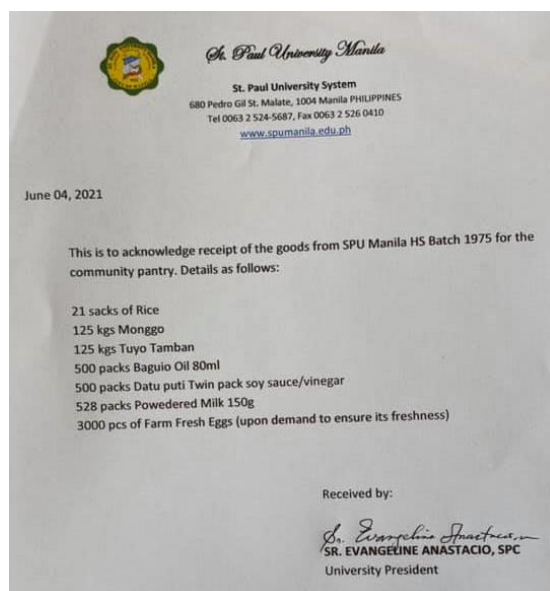 St. Paul University Manila
St. Paul University System
680 Pedro Gil St. Malate, 1004 Manila PHILIPPINES
Tel 0063 2 524-5687, Fax 0063 2 526 0410
www.spumanila.edu.ph
June 04, 2021
This is to acknowledge receipt of the goods from SPU Manila HS Batch 1975 for the
community pantry. Details as follows:
21 sacks of Rice
125 kgs Monggo
125 kgs Tuyo Tamban
500 packs Baguio Oil 80ml
500 packs Datu puti Twin pack soy sauce/vinegar
528 packs Powedered Milk 150g
3000 pcs of Farm Fresh Eggs (upon demand to ensure its freshness)
Received by:
Sr. Evangeline Anastacio
SR. EVANGELINE ANASTACIO, SPC
University President